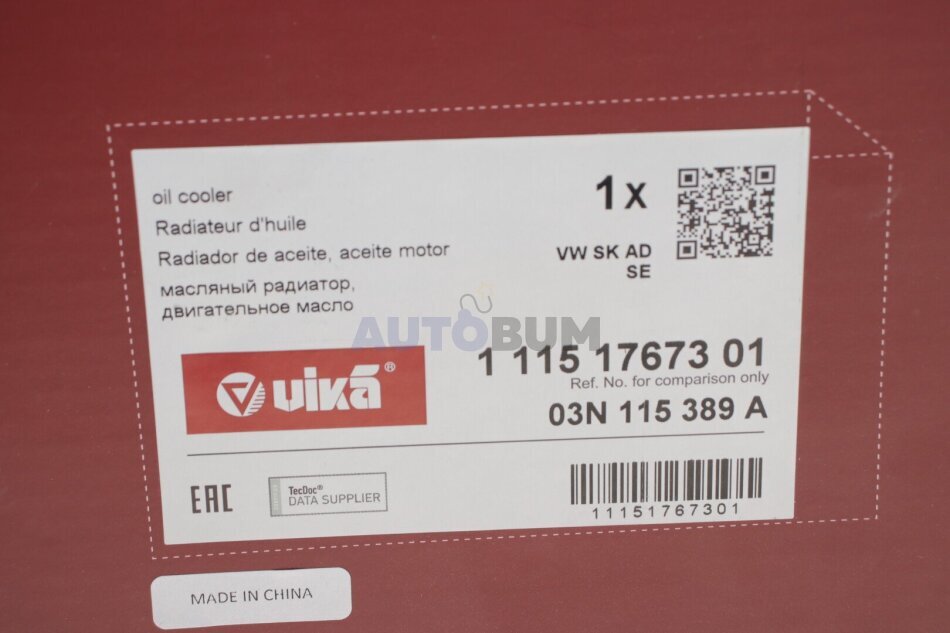 oil cooler
Radiateur d'huile
Radiador de aceite, aceite motor
масляный радиатор,
двигательное масло
1 x
VW SK AD
SE
AUTOBUM
1 115 17673 01
Ref. No. for comparison only
03N 115 389 A
viká®
EAC
TecDoc®
DATA SUPPLIER
11151767301
MADE IN CHINA